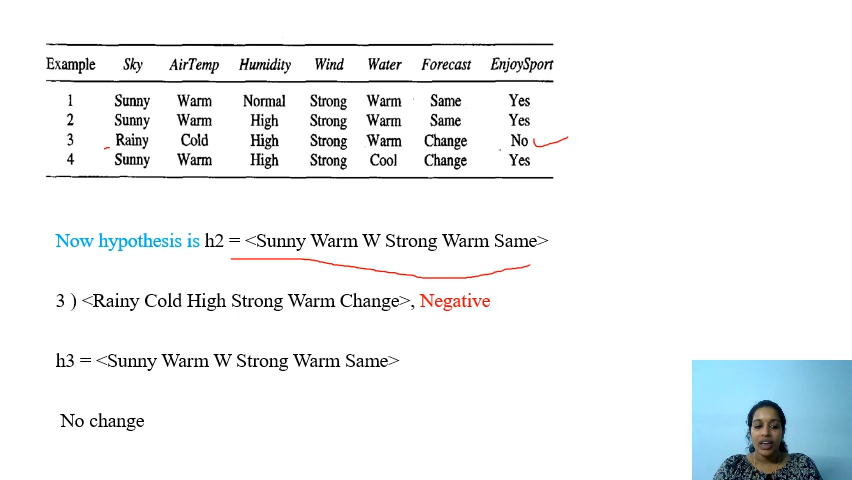 Example Sky AirTemp Humidity Wind Water Forecast EnjoySport
1 Sunny Warm Normal Strong Warm Same Yes
2 Sunny Warm High Strong Warm Same Yes
3 Rainy Cold High Strong Warm Change No
4 Sunny Warm High Strong Cool Change Yes
Now hypothesis is h2 = <Sunny Warm W Strong Warm Same>
3 ) <Rainy Cold High Strong Warm Change>, Negative
h3 = <Sunny Warm W Strong Warm Same>
No change